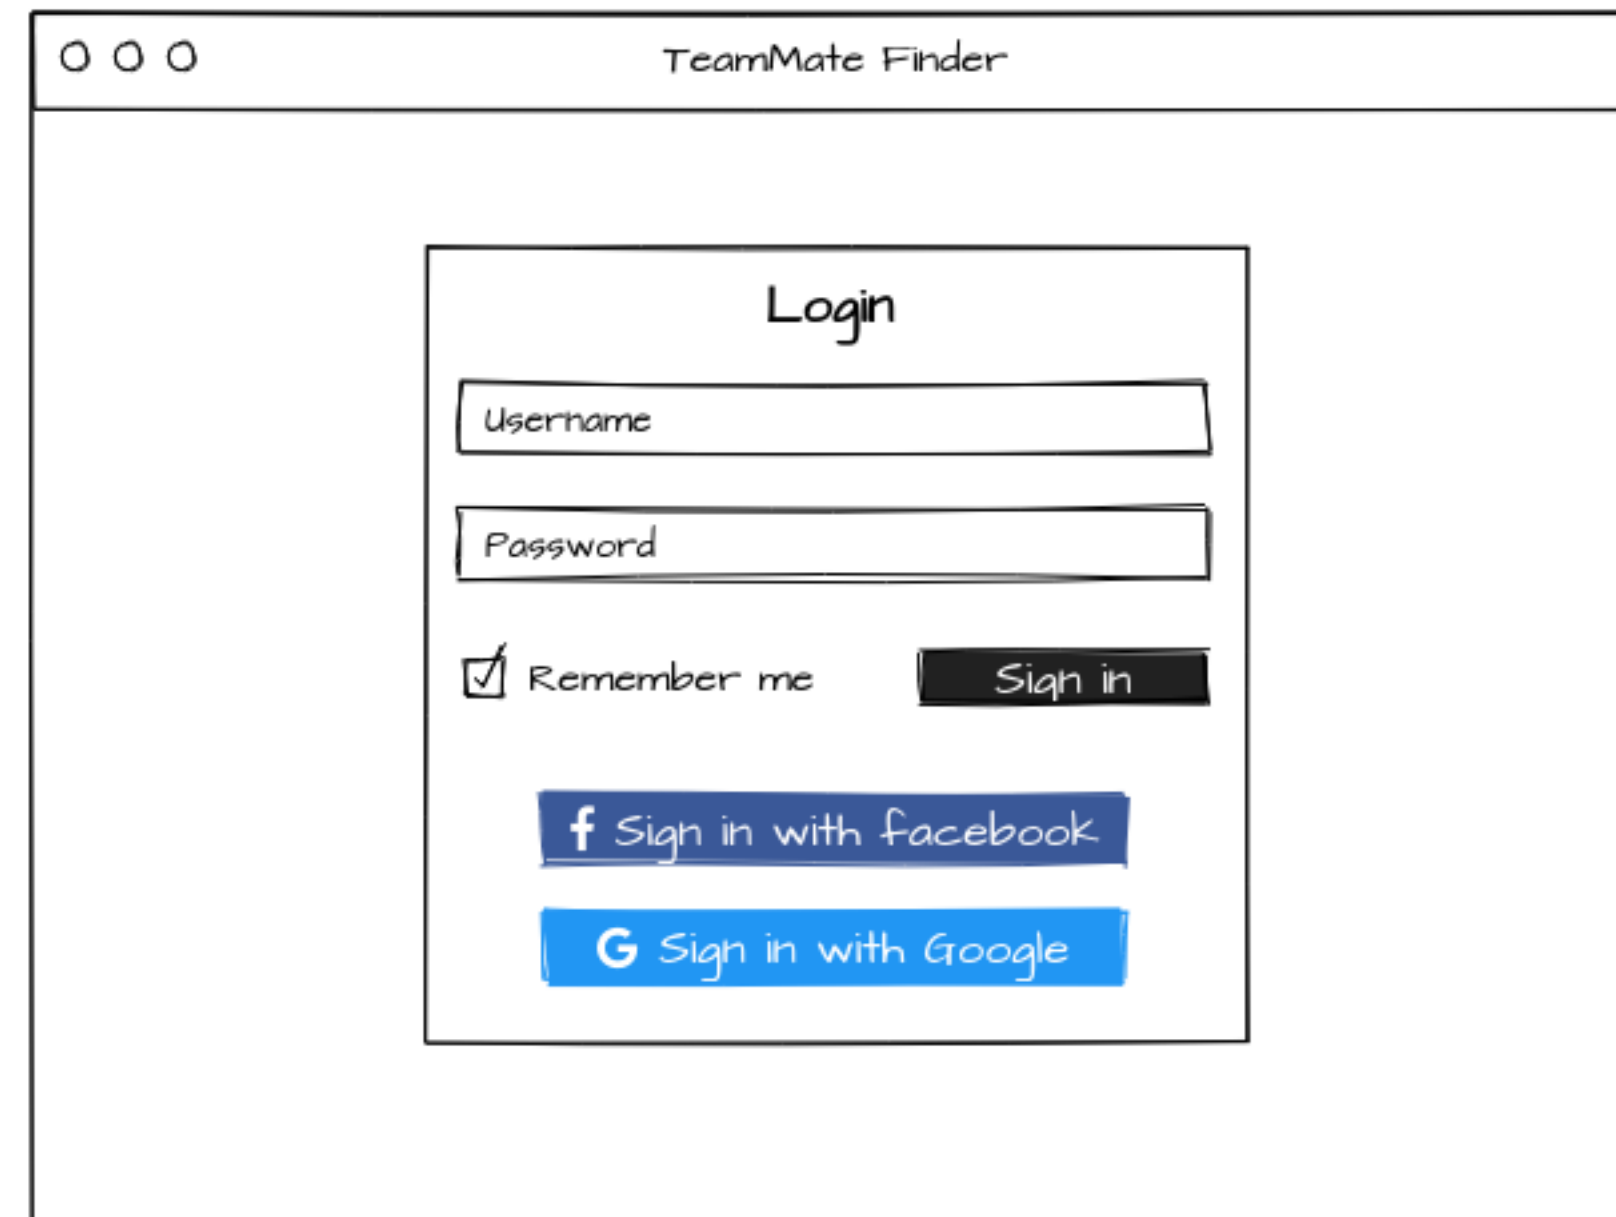 TeamMate Finder
Login
Username
Password
Remember me
Sign in
f Sign in with facebook
G Sign in with Google